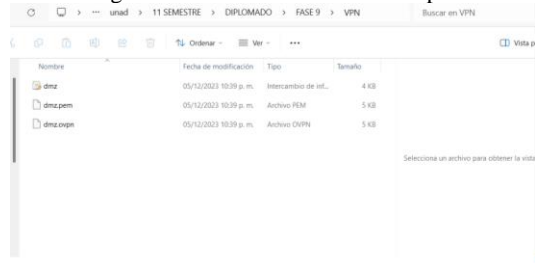 unad > 11 SEMESTRE > DIPLOMADO > FASE 9 > VPN Buscar en VPN
Ordenar Ver ... Vista p
Nombre Fecha de modificación Tipo Tamaño
dmz 05/12/2023 10:39 p. m. Intercambio de inf... 4 KB
dmz.pem 05/12/2023 10:39 p. m. Archivo PEM 5 KB
dmz.ovpn 05/12/2023 10:39 p. m. Archivo OVPN 5 KB
Selecciona un archivo para obtener la vista